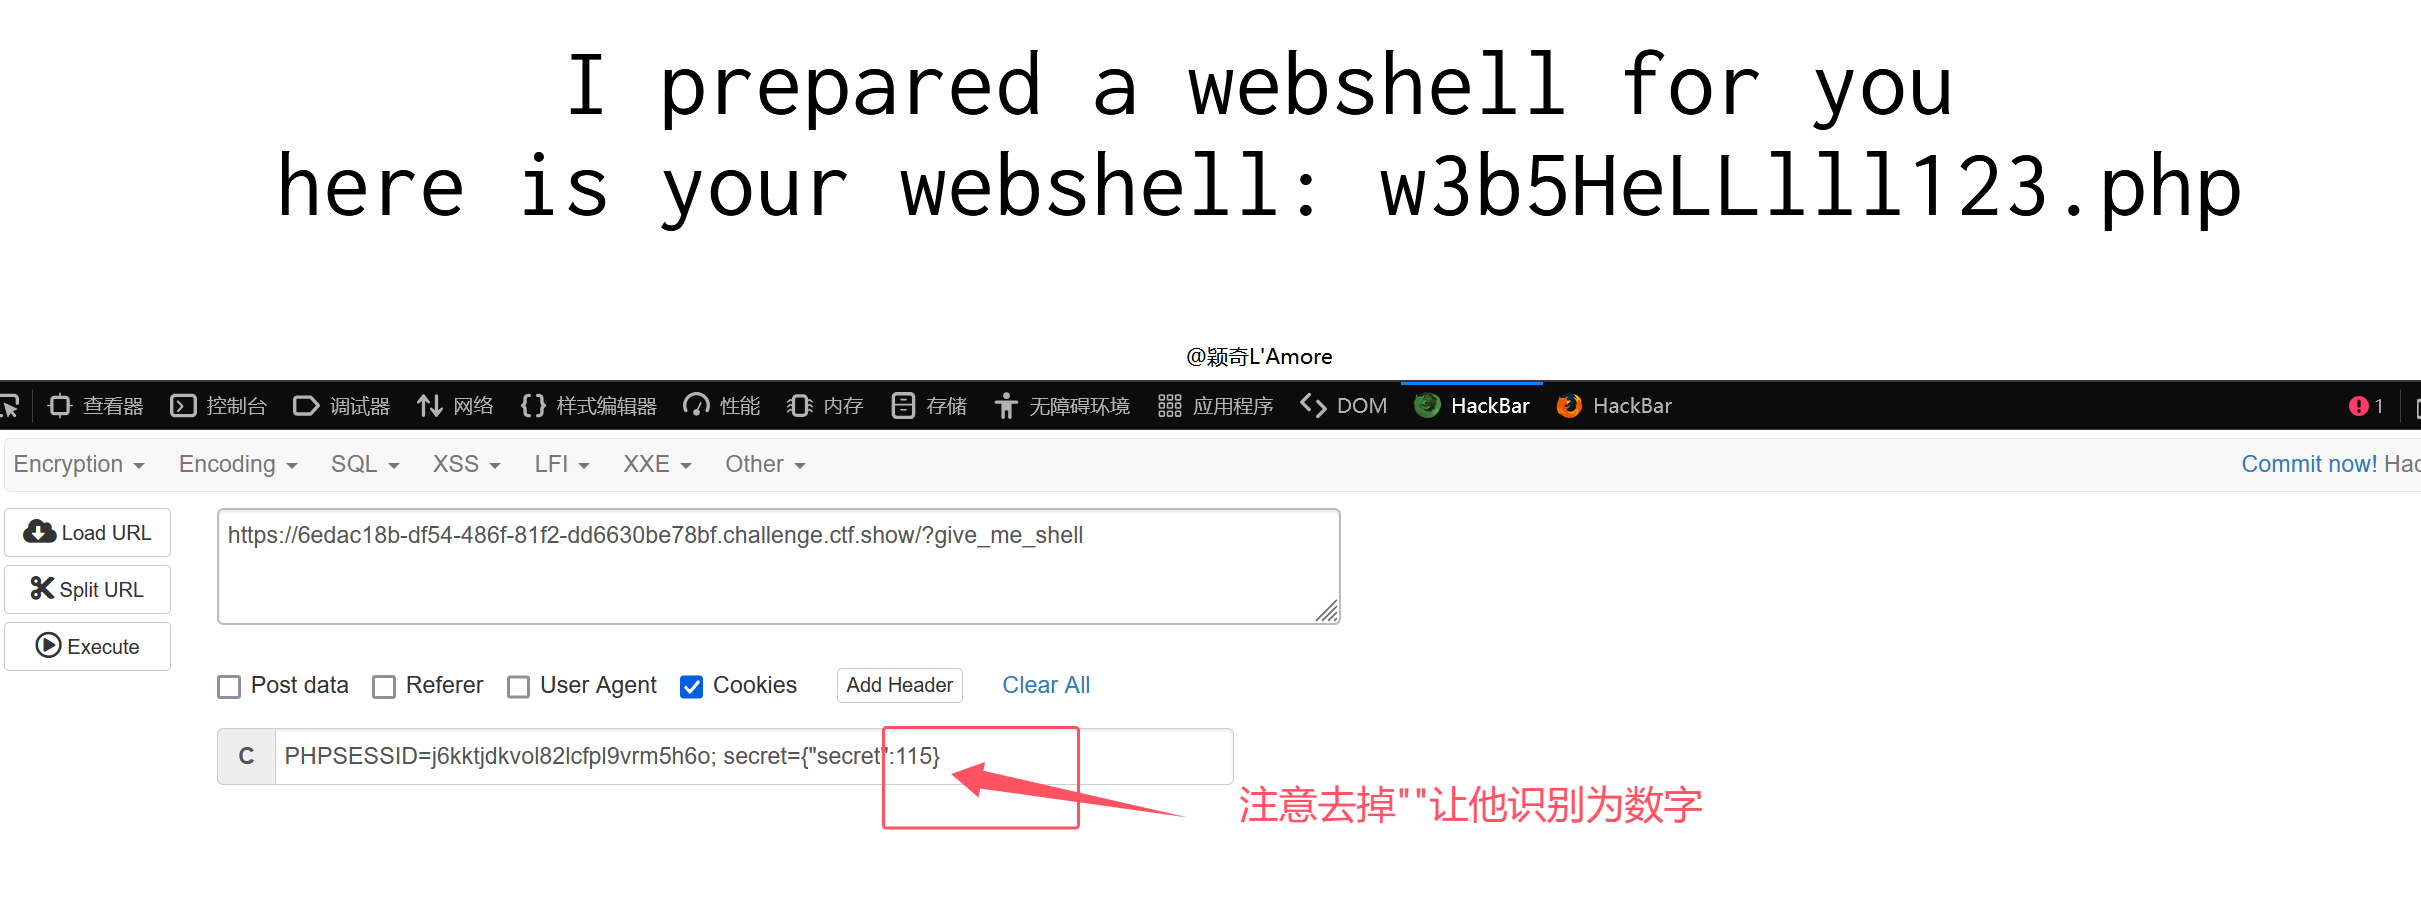 I prepared a webshell for you
here is your webshell: w3b5HeLLlll123.php
@颖奇L'Amore
查看器 控制台 调试器 网络 样式编辑器 性能 内存 存储 无障碍环境 应用程序 DOM HackBar HackBar 1
Encryption Encoding SQL XSS LFI XXE Other Commit now! Hac
Load URL
https://6edac18b-df54-486f-81f2-dd6630be78bf.challenge.ctf.show/?give_me_shell
Split URL
Execute
Post data Referer User Agent Cookies Add Header Clear All
C PHPSESSID=j6kktjdkvol82lcfpl9vrm5h6o; secret={"secret":115}
注意去掉""让他识别为数字